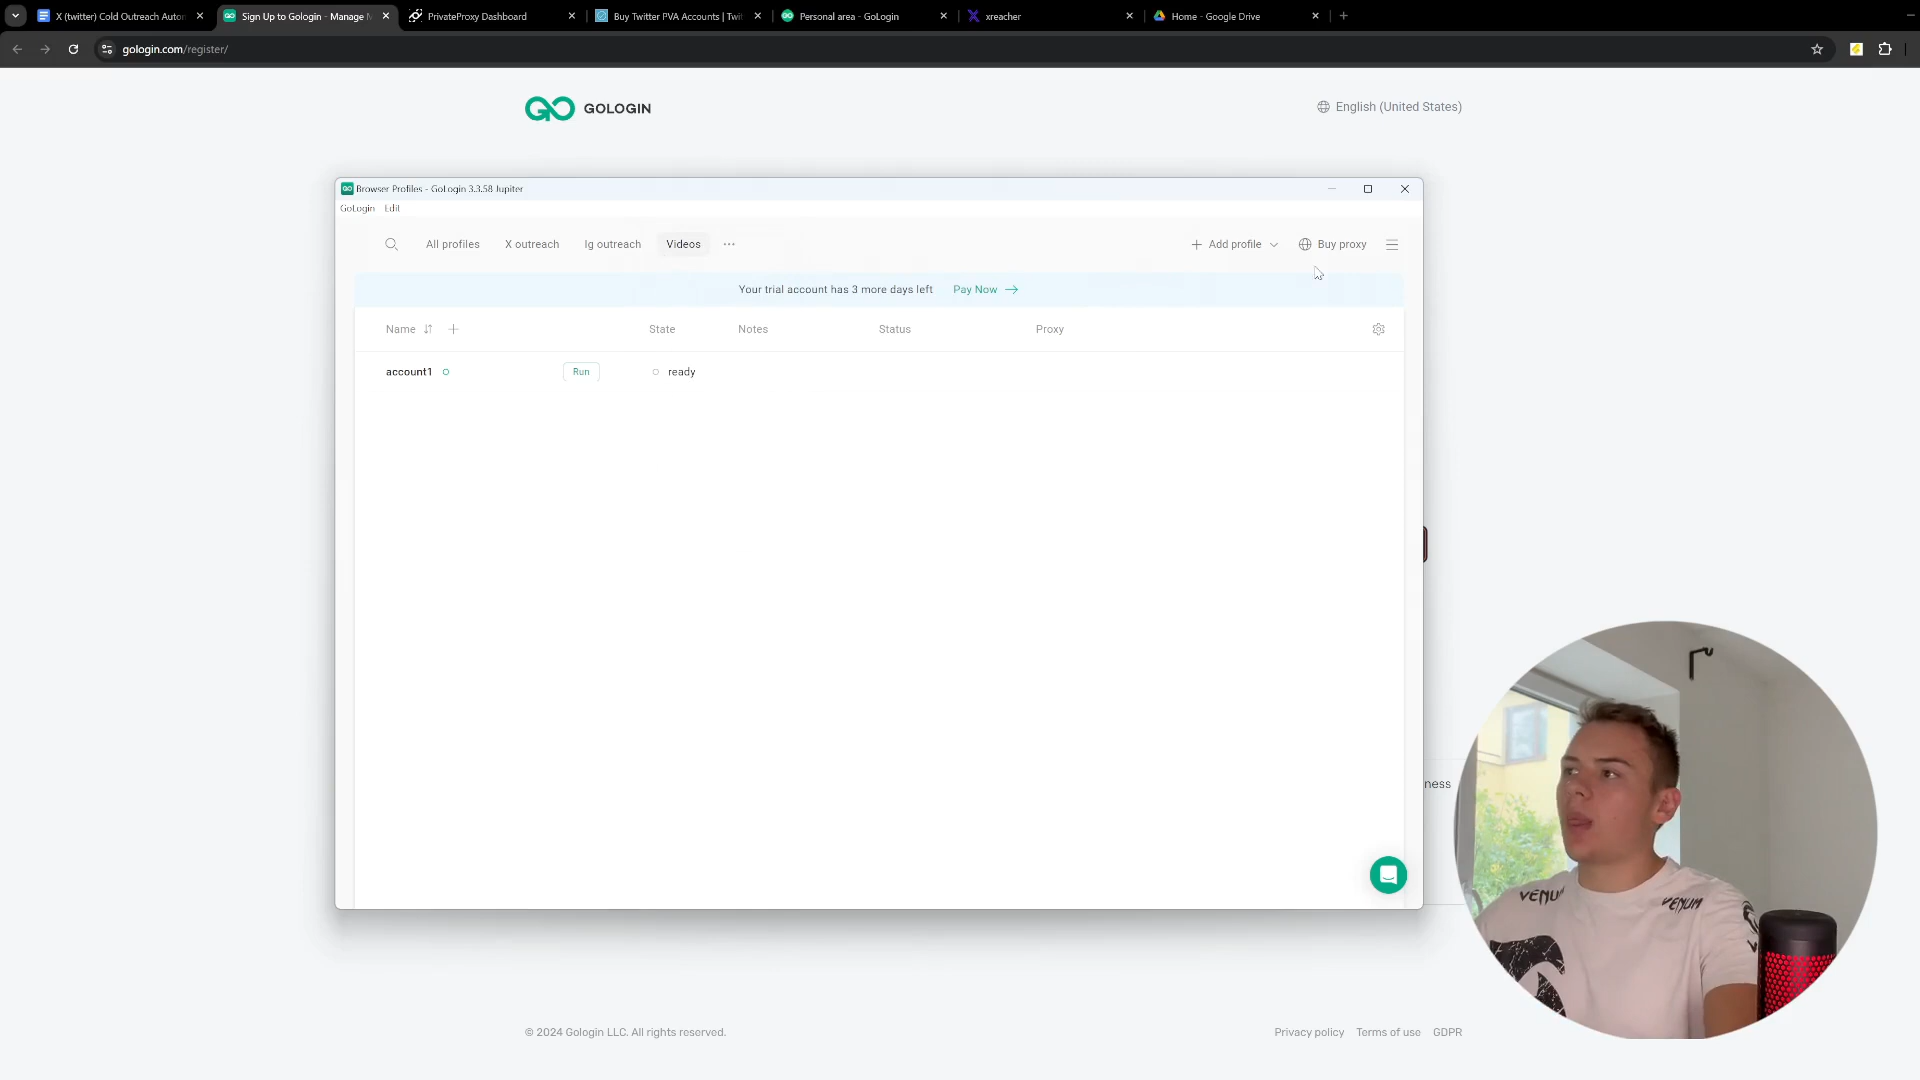 X (twitter) Cold Outreach Autom
Sign Up to Gologin - Manage M
PrivateProxy Dashboard
Buy Twitter PVA Accounts | Twit
Personal area - GoLogin
xreacher
Home - Google Drive
gologin.com/register/
GO GOLOGIN
English (United States)
Browser Profiles - GoLogin 3.3.58 Jupiter
GoLogin Edit
All profiles X outreach Ig outreach Videos ... + Add profile Buy proxy
Your trial account has 3 more days left Pay Now →
Name State Notes Status Proxy
account1 Run ready
ness
VENUM VENUM
© 2024 Gologin LLC. All rights reserved.
Privacy policy Terms of use GDPR